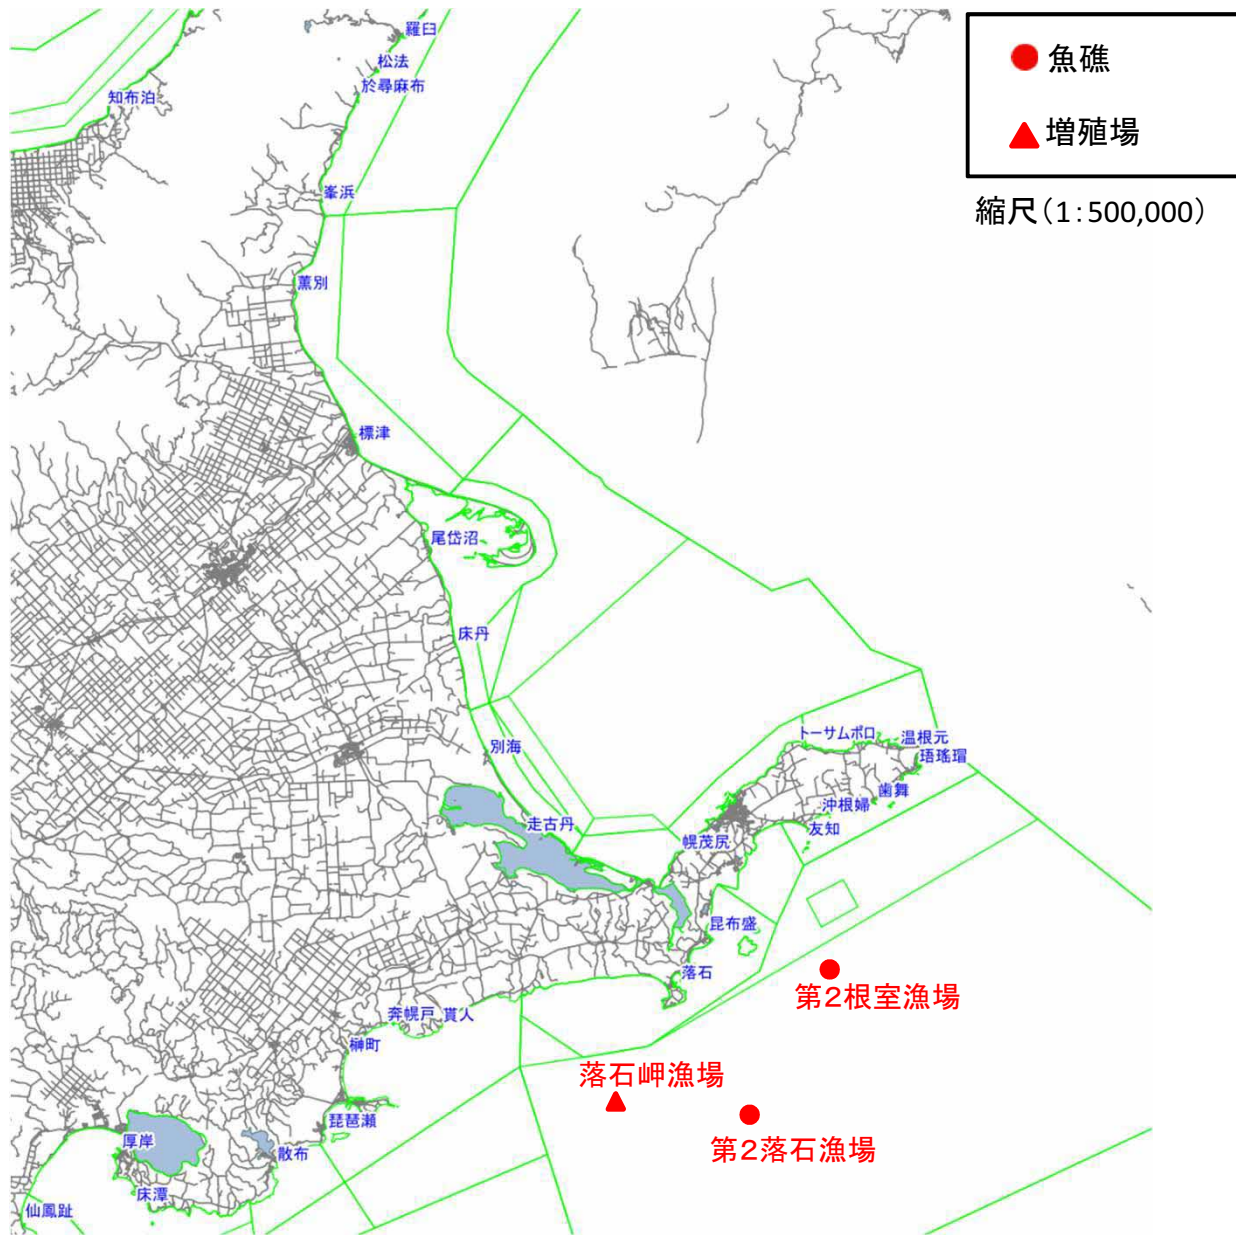 羅臼
松法
於尋麻布
知布泊
峯浜
薫別
標津
尾岱沼
床丹
別海
走古丹
トーサムポロ
温根元
珸瑤瑁
歯舞
沖根婦
友知
幌茂尻
昆布盛
落石
奔幌戸
貰人
榊町
琵琶瀬
散布
厚岸
床潭
仙鳳趾
第2根室漁場
落石岬漁場
第2落石漁場
魚礁
増殖場
縮尺(1:500,000)